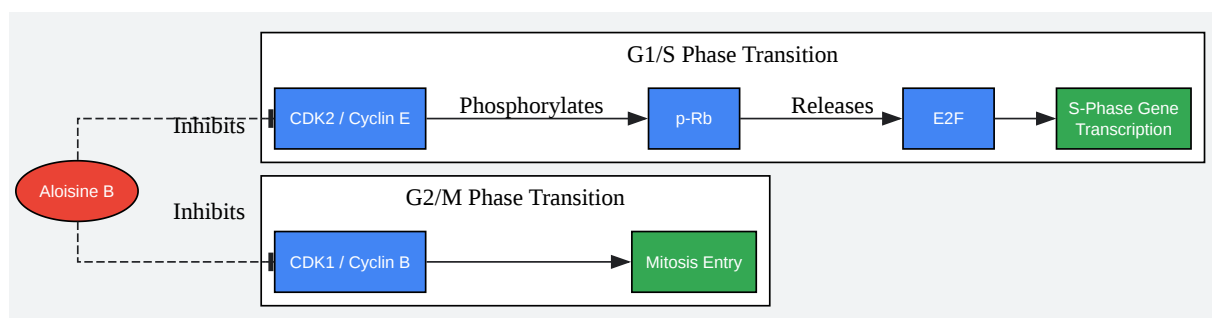 G1/S Phase Transition
Inhibits
CDK2 / Cyclin E
Phosphorylates
p-Rb
Releases
E2F
S-Phase Gene
Transcription
Aloisine B
G2/M Phase Transition
Inhibits
CDK1 / Cyclin B
Mitosis Entry